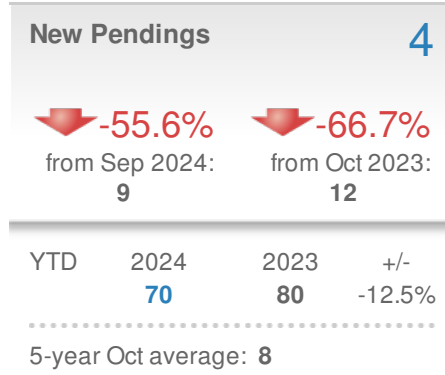 New Pendings 4
-55.6% -66.7%
from Sep 2024: from Oct 2023:
9 12
YTD 2024 2023 +/-
70 80 -12.5%
5-year Oct average: 8